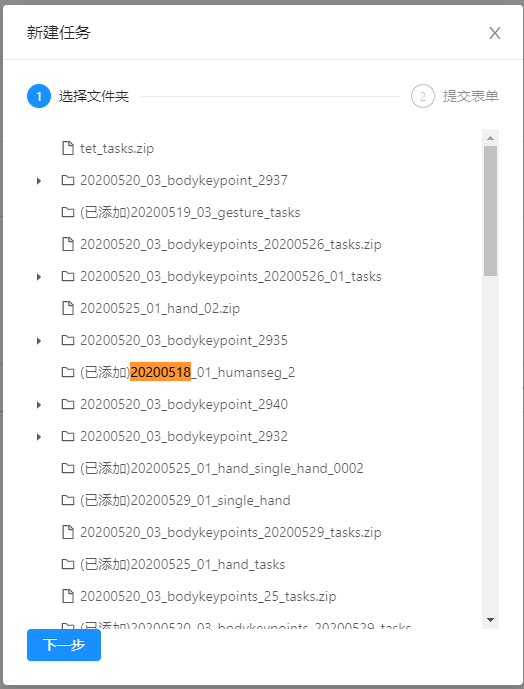 新建任务
1 选择文件夹
2 提交表单
tet_tasks.zip
20200520_03_bodykeypoint_2937
(已添加)20200519_03_gesture_tasks
20200520_03_bodykeypoints_20200526_tasks.zip
20200520_03_bodykeypoints_20200526_01_tasks
20200525_01_hand_02.zip
20200520_03_bodykeypoint_2935
(已添加)20200518_01_humanseg_2
20200520_03_bodykeypoint_2940
20200520_03_bodykeypoint_2932
(已添加)20200525_01_hand_single_hand_0002
(已添加)20200529_01_single_hand
20200520_03_bodykeypoints_20200529_tasks.zip
(已添加)20200525_01_hand_tasks
20200520_03_bodykeypoints_25_tasks.zip
(已添加)20200520_03_bodykeypoints_20200529_tasks
下一步